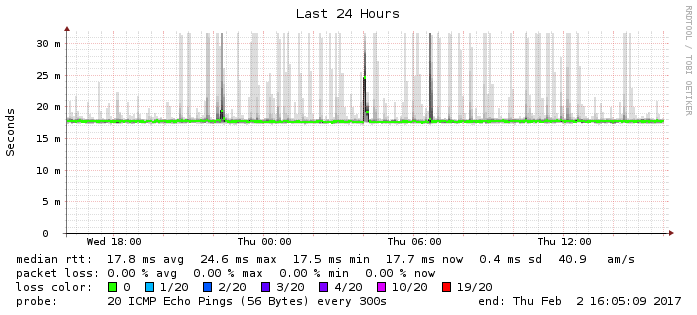 Last 24 Hours
RRDTOOL / TOBI OETIKER
Seconds
30 m
25 m
20 m
15 m
10 m
5 m
0
Wed 18:00 Thu 00:00 Thu 06:00 Thu 12:00
median rtt: 17.8 ms avg 24.6 ms max 17.5 ms min 17.7 ms now 0.4 ms sd 40.9 am/s
packet loss: 0.00 % avg 0.00 % max 0.00 % min 0.00 % now
loss color: 0 1/20 2/20 3/20 4/20 10/20 19/20
probe: 20 ICMP Echo Pings (56 Bytes) every 300s end: Thu Feb 2 16:05:09 2017